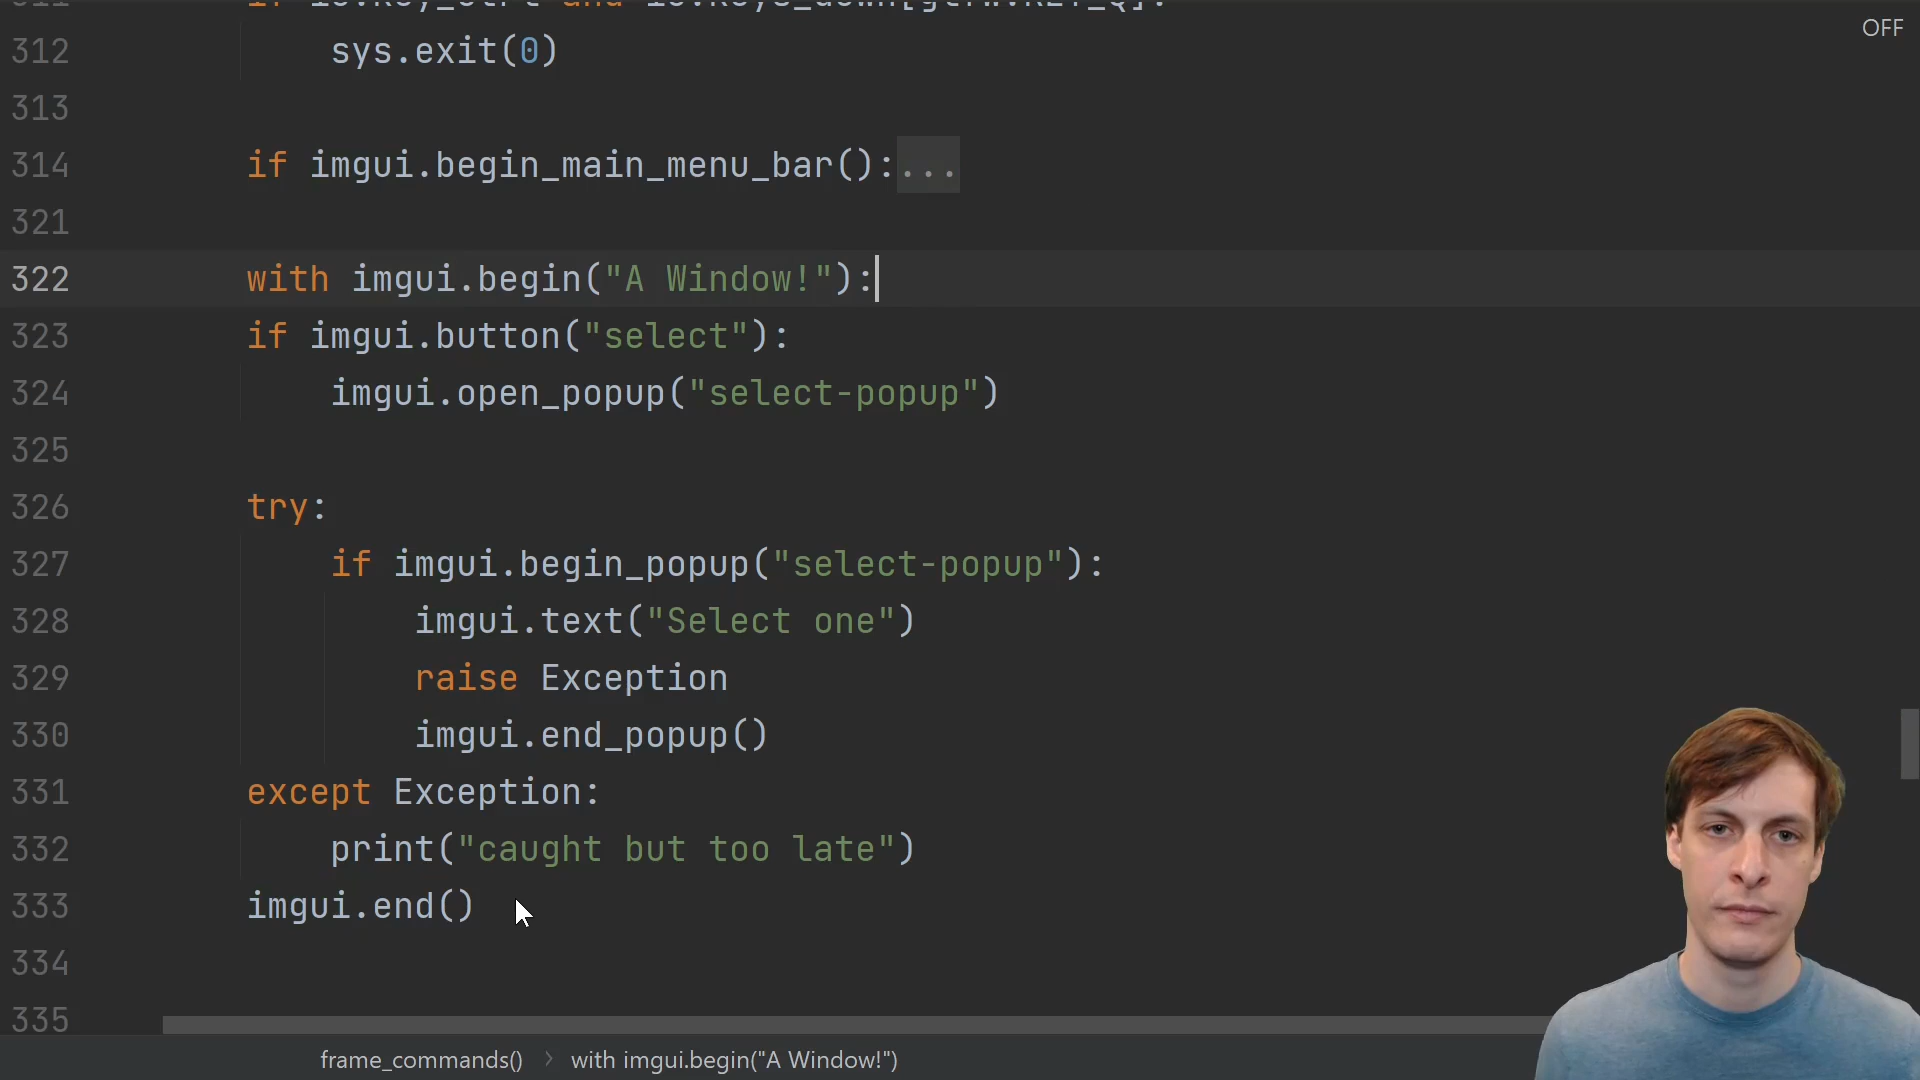 OFF
312 sys.exit(0)
313
314 if imgui.begin_main_menu_bar():...
321
322 with imgui.begin("A Window!"):
323 if imgui.button("select"):
324 imgui.open_popup("select-popup")
325
326 try:
327 if imgui.begin_popup("select-popup"):
328 imgui.text("Select one")
329 raise Exception
330 imgui.end_popup()
331 except Exception:
332 print("caught but too late")
333 imgui.end()
334
335
frame_commands() > with imgui.begin("A Window!")